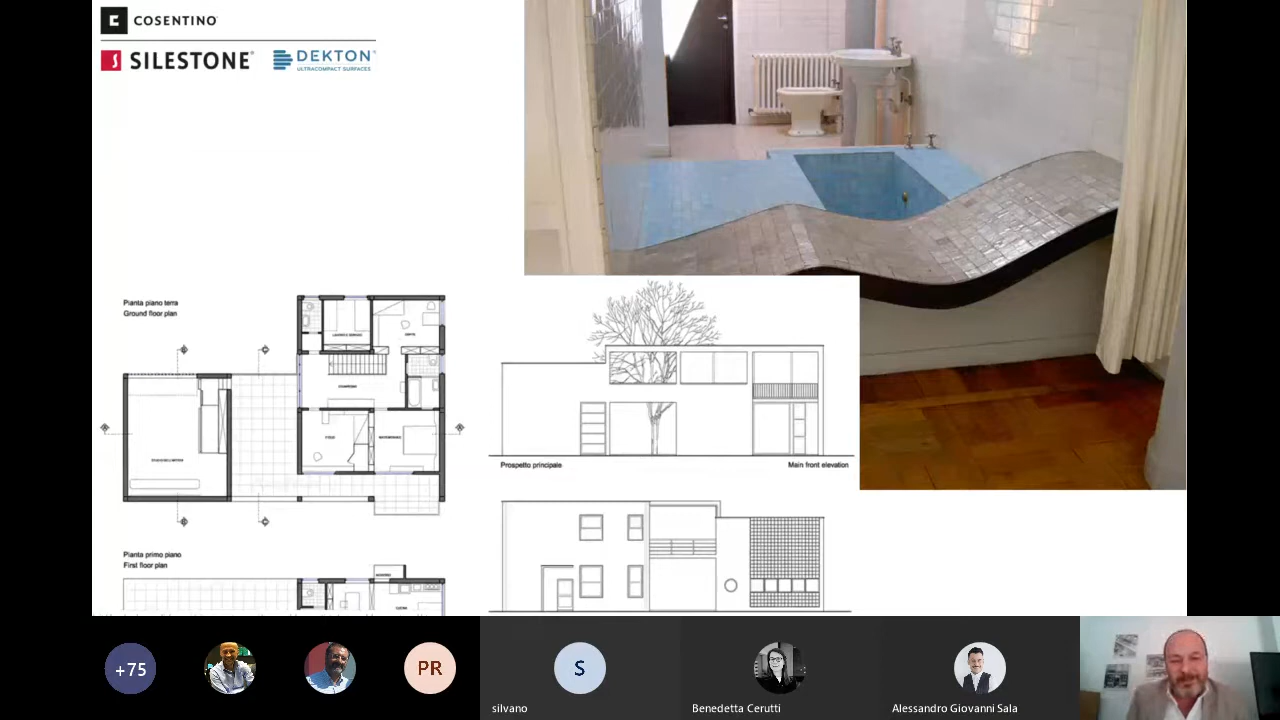 COSENTINO
SILESTONE
DEKTON
ULTRACOMPACT SURFACES
Pianta piano terra
Ground floor plan
Prospetto principale
Main front elevation
Pianta primo piano
First floor plan
+75
PR
S
silvano
Benedetta Cerutti
Alessandro Giovanni Sala